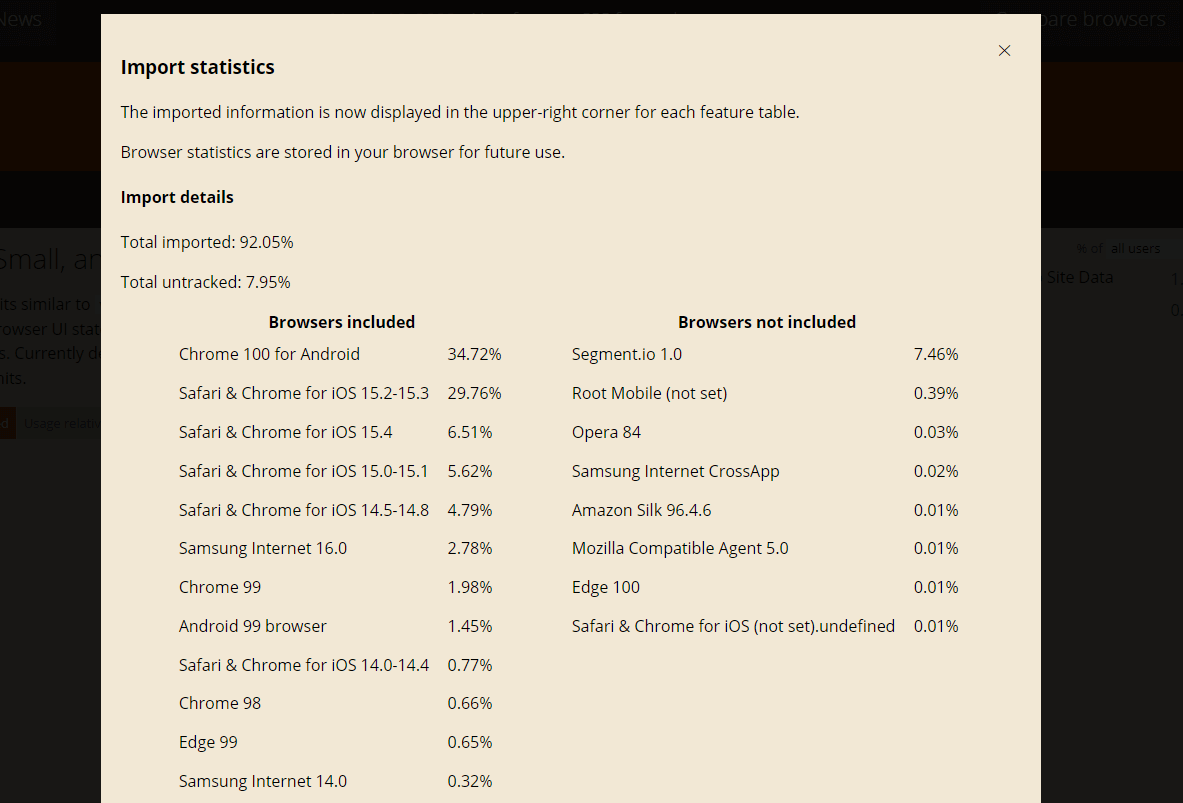 News
are browsers
Import statistics
The imported information is now displayed in the upper-right corner for each feature table.
Browser statistics are stored in your browser for future use.
Import details
Total imported: 92.05%
Total untracked: 7.95%
Browsers included
Chrome 100 for Android 34.72%
Safari & Chrome for iOS 15.2-15.3 29.76%
Safari & Chrome for iOS 15.4 6.51%
Safari & Chrome for iOS 15.0-15.1 5.62%
Safari & Chrome for iOS 14.5-14.8 4.79%
Samsung Internet 16.0 2.78%
Chrome 99 1.98%
Android 99 browser 1.45%
Safari & Chrome for iOS 14.0-14.4 0.77%
Chrome 98 0.66%
Edge 99 0.65%
Samsung Internet 14.0 0.32%
Browsers not included
Segment.io 1.0 7.46%
Root Mobile (not set) 0.39%
Opera 84 0.03%
Samsung Internet CrossApp 0.02%
Amazon Silk 96.4.6 0.01%
Mozilla Compatible Agent 5.0 0.01%
Edge 100 0.01%
Safari & Chrome for iOS (not set).undefined 0.01%
Small, an
its similar to
rowser UI stat
s. Currently d
nits.
d Usage relativ
% of all users
Site Data